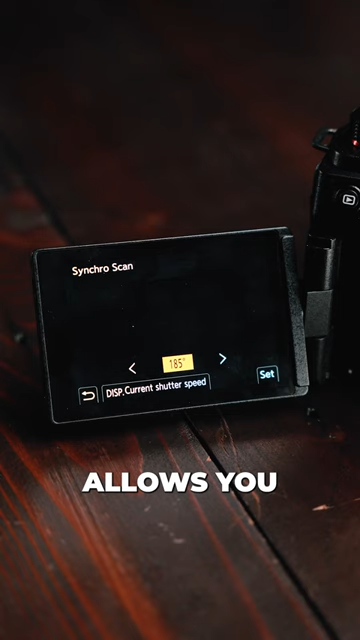 Synchro Scan
185°
DISP.Current shutter speed
Set
ALLOWS YOU